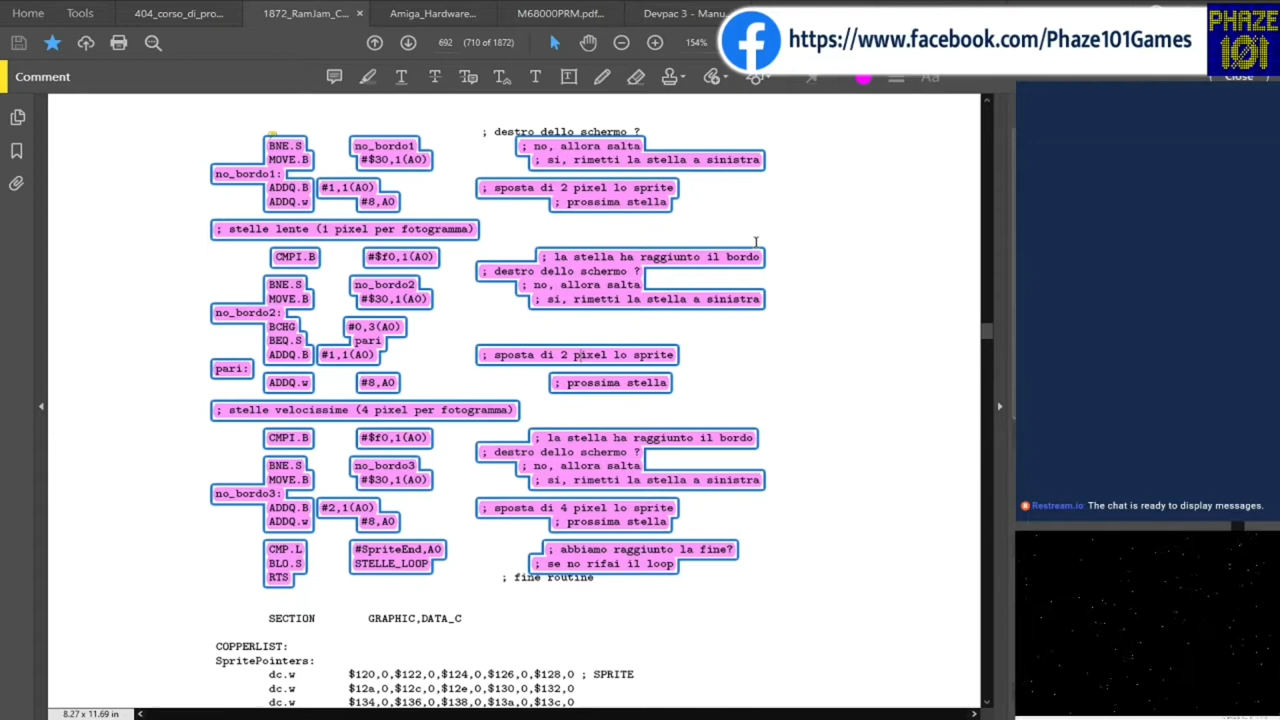 Home Tools 404_corso_di_pro... 1872_RamJam_C... × Amiga_Hardware... M68000PRM.pdf... Devpac 3 - Manu...
https://www.facebook.com/Phaze101Games
PHAZE
101
692 (710 of 1872) 154%
Comment
Close
; destro dello schermo ?
BNE.S no_bordo1 ; no, allora salta
MOVE.B #$30,1(A0) ; si, rimetti la stella a sinistra
no_bordo1:
ADDQ.B #1,1(A0) ; sposta di 2 pixel lo sprite
ADDQ.w #8,A0 ; prossima stella
; stelle lente (1 pixel per fotogramma)
CMPI.B #$f0,1(A0) ; la stella ha raggiunto il bordo
; destro dello schermo ?
BNE.S no_bordo2 ; no, allora salta
MOVE.B #$30,1(A0) ; si, rimetti la stella a sinistra
no_bordo2:
BCHG #0,3(A0)
BEQ.S pari
ADDQ.B #1,1(A0) ; sposta di 2 pixel lo sprite
pari:
ADDQ.w #8,A0 ; prossima stella
; stelle velocissime (4 pixel per fotogramma)
CMPI.B #$f0,1(A0) ; la stella ha raggiunto il bordo
; destro dello schermo ?
BNE.S no_bordo3 ; no, allora salta
MOVE.B #$30,1(A0) ; si, rimetti la stella a sinistra
no_bordo3:
ADDQ.B #2,1(A0) ; sposta di 4 pixel lo sprite
ADDQ.w #8,A0 ; prossima stella
CMP.L #SpriteEnd,A0 ; abbiamo raggiunto la fine?
BLO.S STELLE_LOOP ; se no rifai il loop
RTS ; fine routine
SECTION GRAPHIC,DATA_C
COPPERLIST:
SpritePointers:
dc.w $120,0,$122,0,$124,0,$126,0,$128,0 ; SPRITE
dc.w $12a,0,$12c,0,$12e,0,$130,0,$132,0
dc.w $134,0,$136,0,$138,0,$13a,0,$13c,0
8.27 x 11.69 in
Restream.io The chat is ready to display messages.